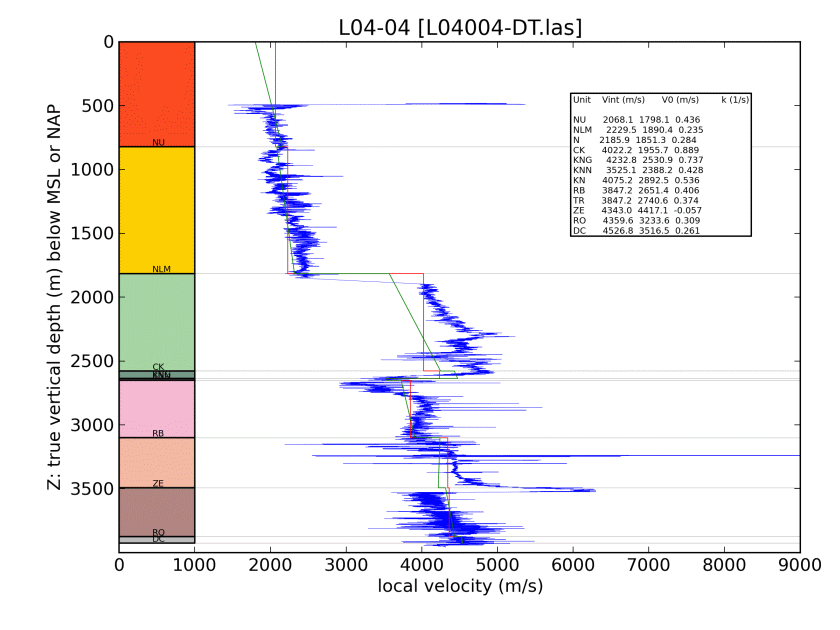 L04-04 [L04004-DT.las]
Z: true vertical depth (m) below MSL or NAP
0
500
1000
1500
2000
2500
3000
3500
NU
NLM
CK
RB
ZE
RO
DC
Unit Vint (m/s) V0 (m/s) k (1/s)
NU 2068.1 1798.1 0.436
NLM 2229.5 1890.4 0.235
N 2185.9 1851.3 0.284
CK 4022.2 1955.7 0.889
KNG 4232.8 2530.9 0.737
KNN 3525.1 2388.2 0.428
KN 4075.2 2892.5 0.536
RB 3847.2 2651.4 0.406
TR 3847.2 2740.6 0.374
ZE 4343.0 4417.1 -0.057
RO 4359.6 3233.6 0.309
DC 4526.8 3516.5 0.261
0 1000 2000 3000 4000 5000 6000 7000 8000 9000
local velocity (m/s)